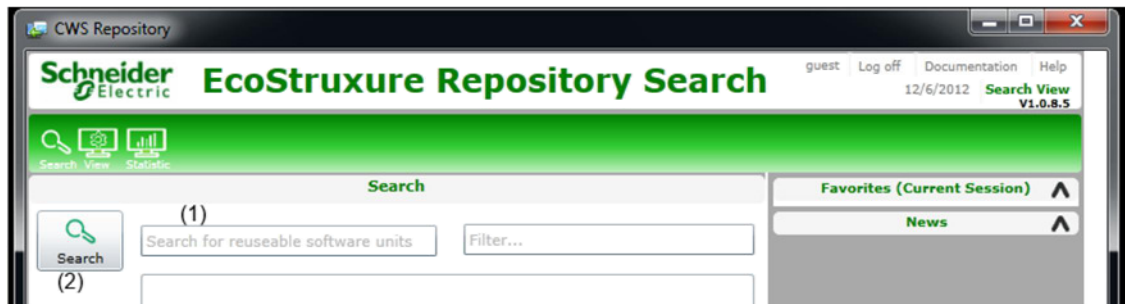 CWS Repository
Schneider Electric
EcoStruxure Repository Search
guest Log off Documentation Help
12/6/2012 Search View
V1.0.8.5
Search View Statistic
Search
Favorites (Current Session)
News
(1)
Search for reuseable software units
Filter...
Search
(2)